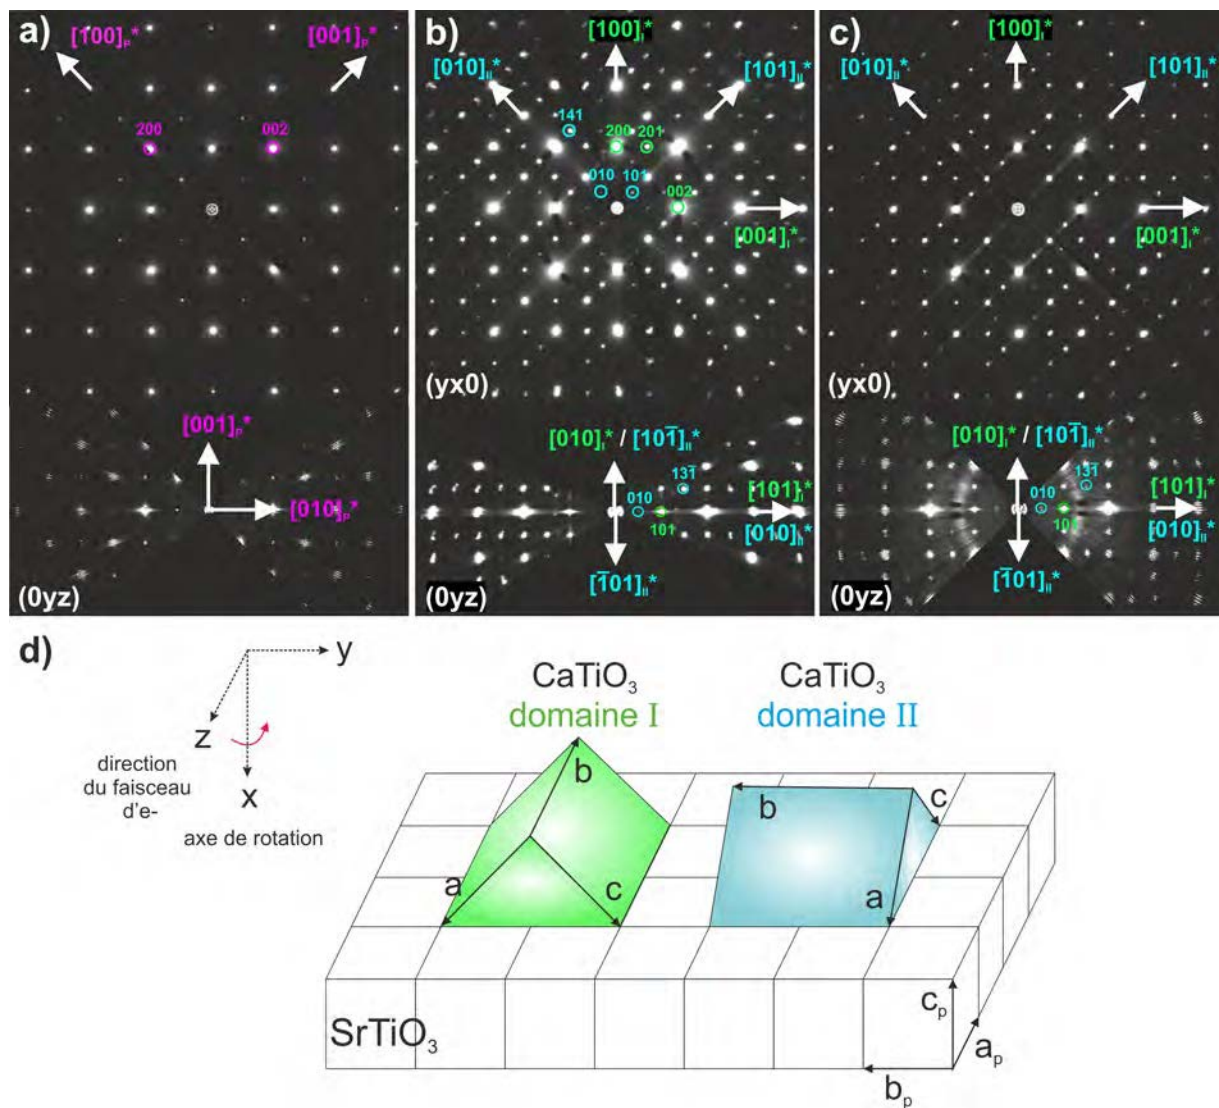 a)
[100]p*
[001]p*
200
002
[001]p*
[010]p*
(0yz)
b)
[100]I*
[010]II*
[101]II*
141
200
201
010
101
002
[001]I*
(yx0)
[010]I* / [101̄]II*
131̄
010
101
[101]I*
[010]II*
[1̄01]II*
(0yz)
c)
[100]I*
[010]II*
[101]II*
[001]I*
(yx0)
[010]I* / [101̄]II*
131̄
010
101
[101]I*
[010]II*
[1̄01]II*
(0yz)
d)
y
z
x
direction
du faisceau
d'e-
axe de rotation
CaTiO3
domaine I
b
a
c
CaTiO3
domaine II
b
c
a
SrTiO3
cp
ap
bp